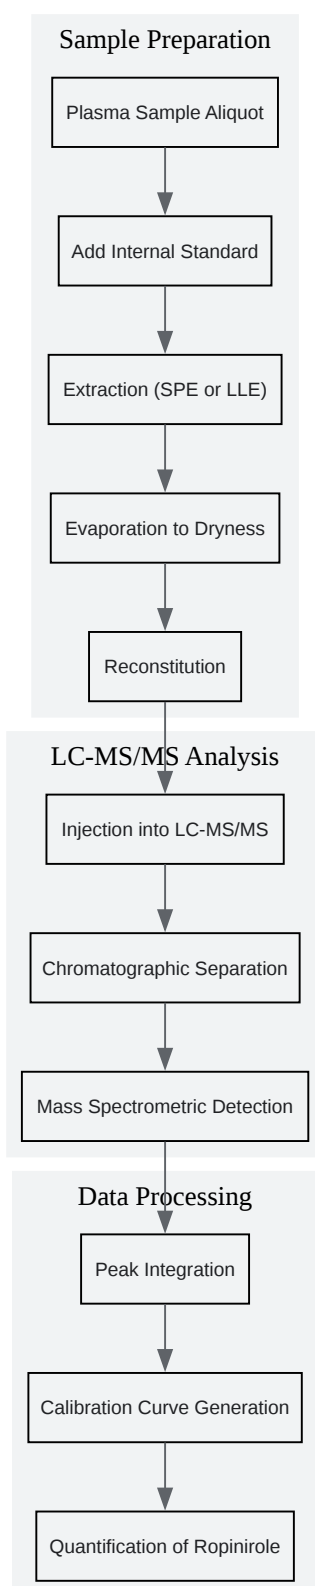 Sample Preparation
Plasma Sample Aliquot
Add Internal Standard
Extraction (SPE or LLE)
Evaporation to Dryness
Reconstitution
LC-MS/MS Analysis
Injection into LC-MS/MS
Chromatographic Separation
Mass Spectrometric Detection
Data Processing
Peak Integration
Calibration Curve Generation
Quantification of Ropinirole